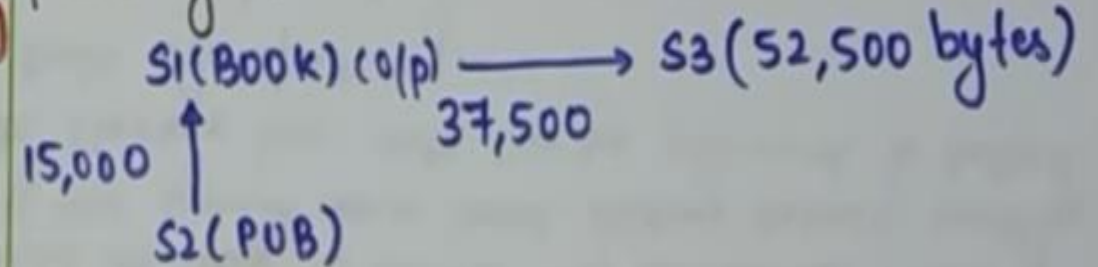 S1(BOOK) (o/p) ⟶ S3(52,500 bytes)
37,500
15,000 ↑
S2(PUB)